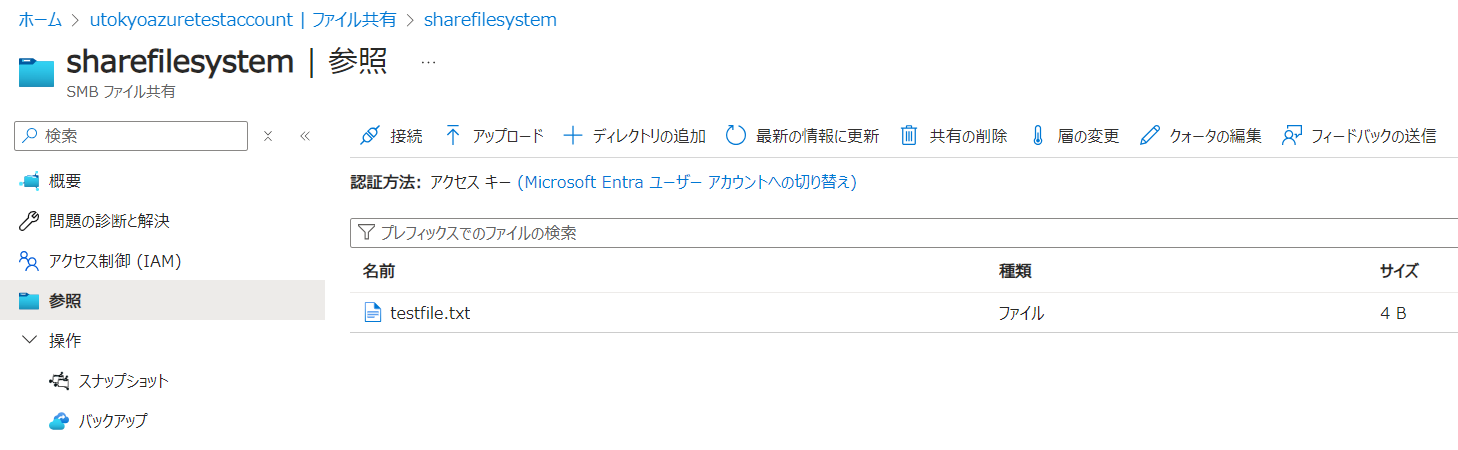 ホーム > utokyoazuretestaccount | ファイル共有 > sharefilesystem
sharefilesystem | 参照 ...
SMB ファイル共有
検索
接続 アップロード ディレクトリの追加 最新の情報に更新 共有の削除 層の変更 クォータの編集 フィードバックの送信
概要
問題の診断と解決
アクセス制御 (IAM)
参照
操作
スナップショット
バックアップ
認証方法: アクセス キー (Microsoft Entra ユーザー アカウントへの切り替え)
プレフィックスでのファイルの検索
名前 種類 サイズ
testfile.txt ファイル 4 B